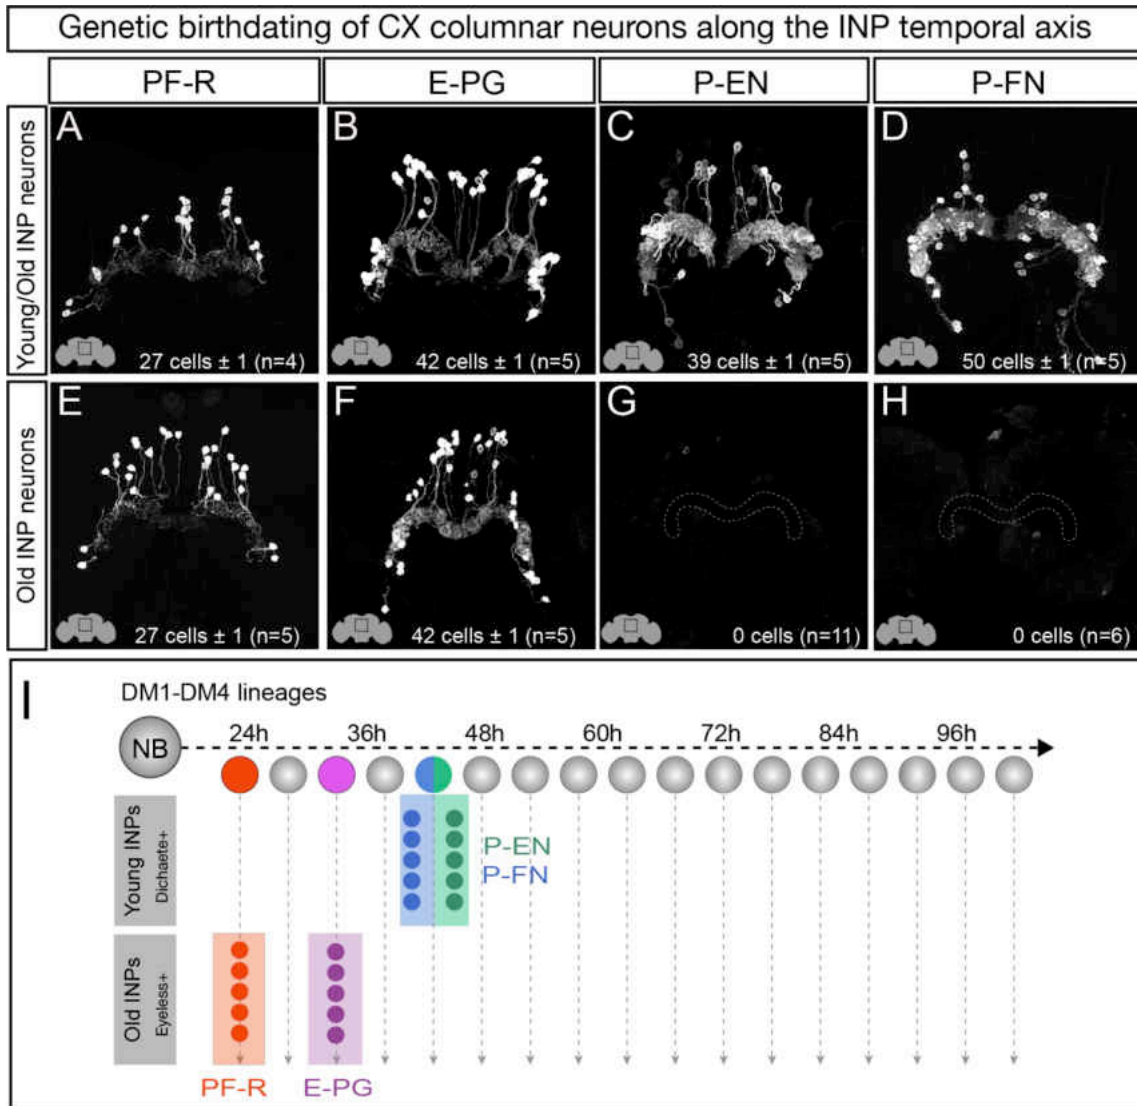 Genetic birthdating of CX columnar neurons along the INP temporal axis
PF-R
E-PG
P-EN
P-FN
Young/Old INP neurons
A
27 cells ± 1 (n=4)
B
42 cells ± 1 (n=5)
C
39 cells ± 1 (n=5)
D
50 cells ± 1 (n=5)
Old INP neurons
E
27 cells ± 1 (n=5)
F
42 cells ± 1 (n=5)
G
0 cells (n=11)
H
0 cells (n=6)
I
DM1-DM4 lineages
NB
24h
36h
48h
60h
72h
84h
96h
Young INPs
Dichaete+
P-EN
P-FN
Old INPs
Eyeless+
PF-R
E-PG